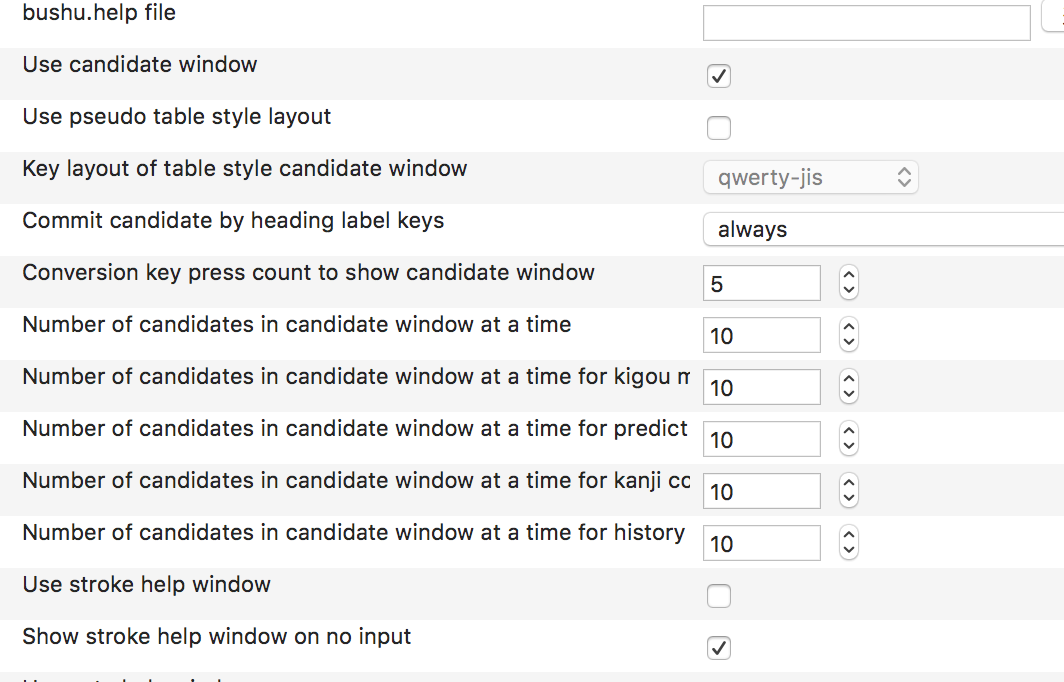 bushu.help file
Use candidate window
Use pseudo table style layout
Key layout of table style candidate window
qwerty-jis
Commit candidate by heading label keys
always
Conversion key press count to show candidate window
5
Number of candidates in candidate window at a time
10
Number of candidates in candidate window at a time for kigou
10
Number of candidates in candidate window at a time for predict
10
Number of candidates in candidate window at a time for kanji
10
Number of candidates in candidate window at a time for history
10
Use stroke help window
Show stroke help window on no input